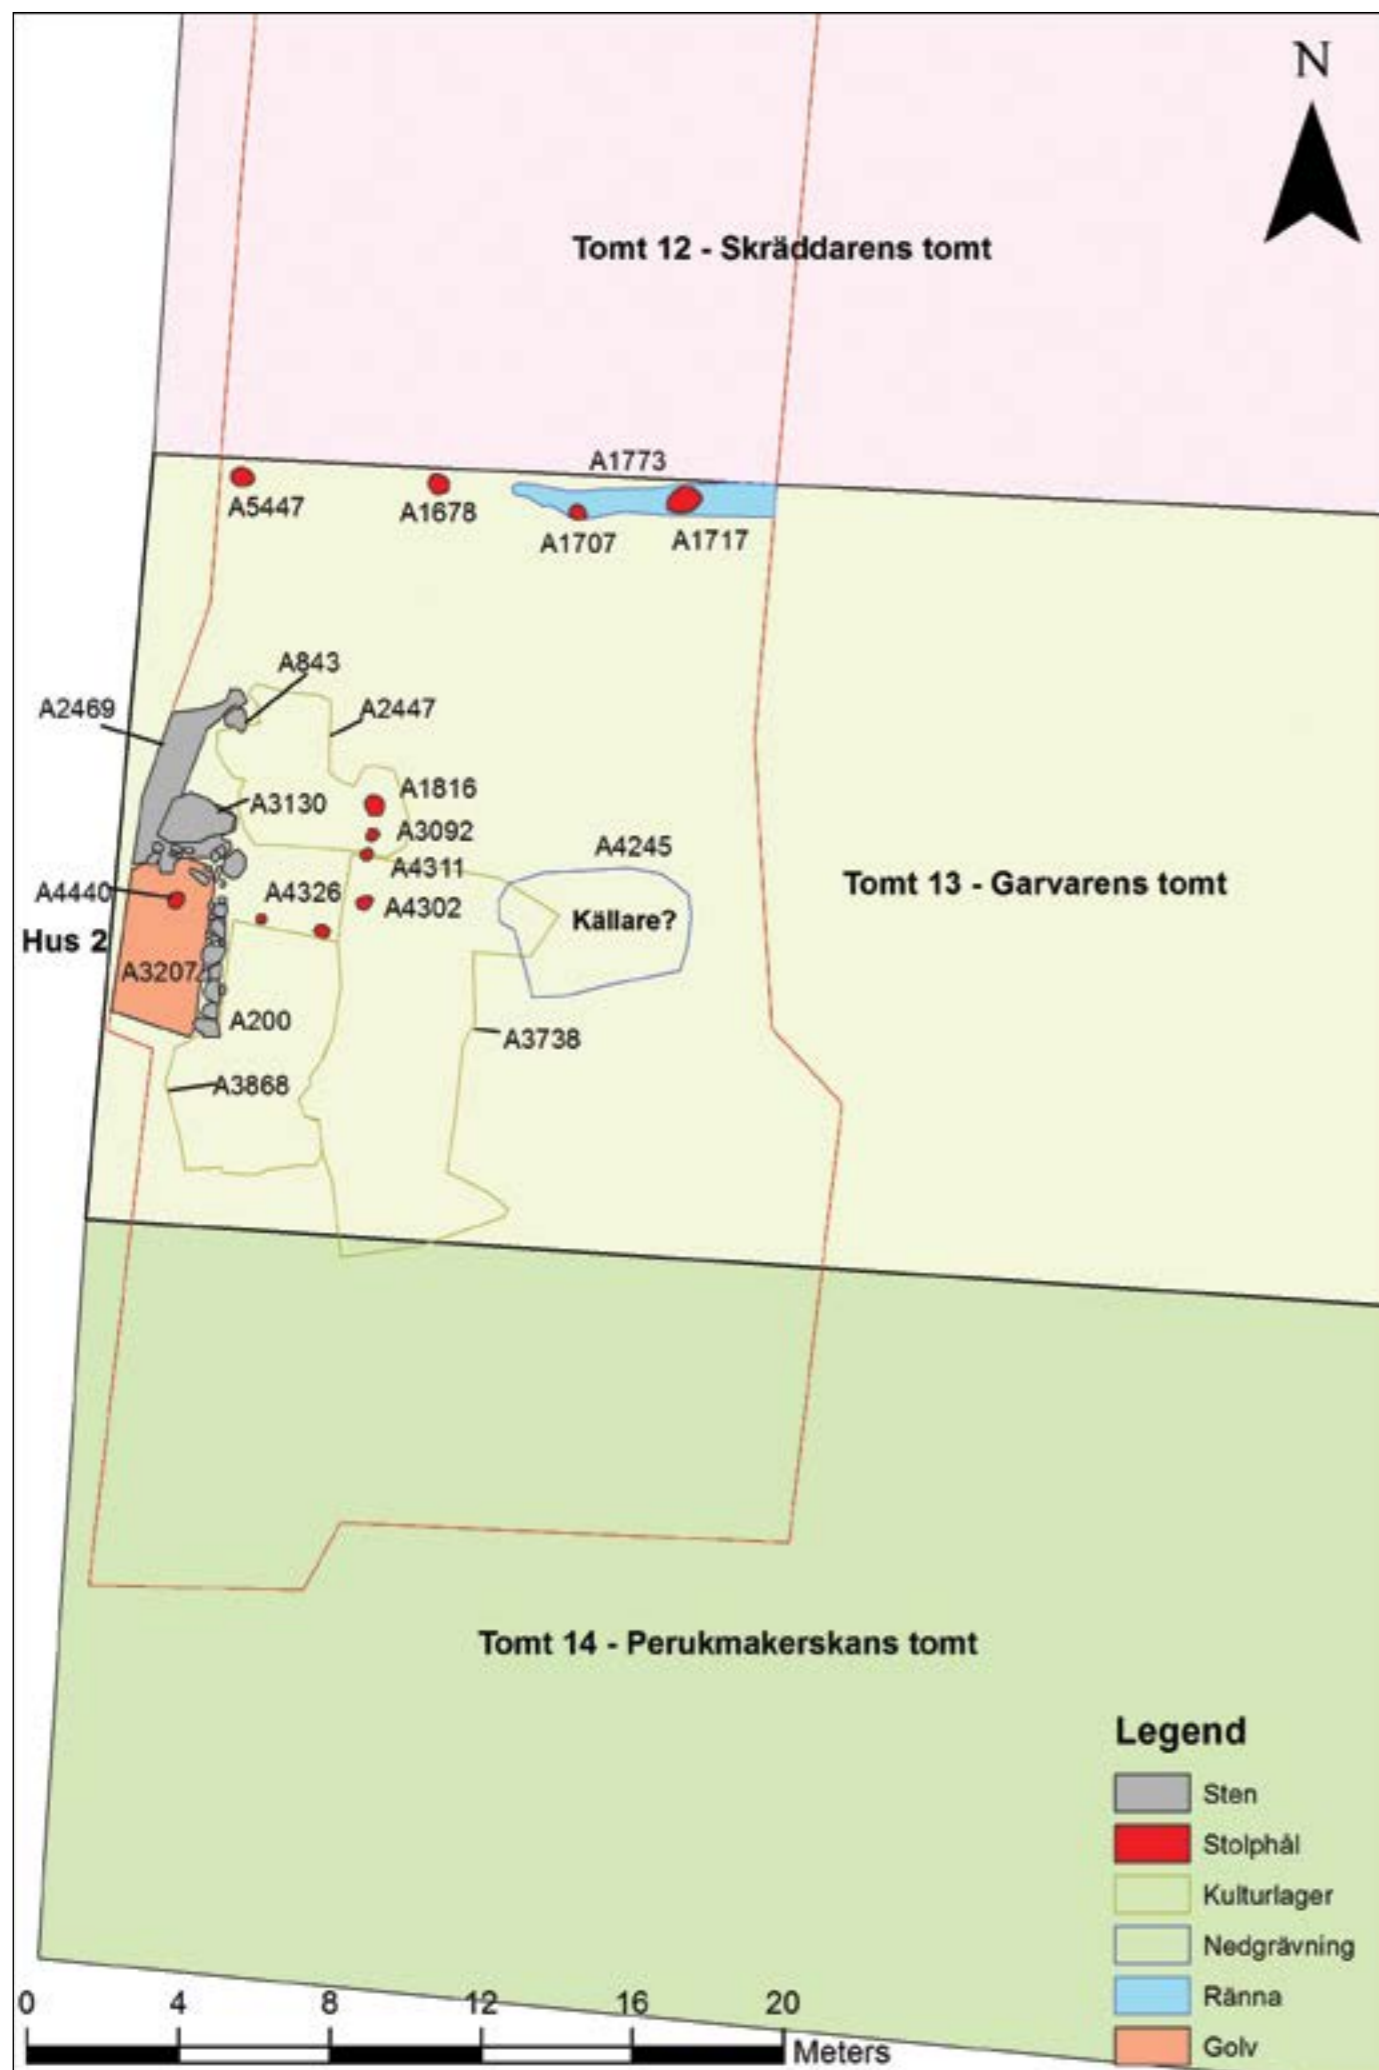 N
Tomt 12 - Skräddarens tomt
A1773
A5447
A1678
A1707
A1717
A843
A2469
A2447
A1816
A3130
A3092
A4245
A4311
A4440
A4326
A4302
Tomt 13 - Garvarens tomt
Källare?
Hus 2
A3207
A200
A3738
A3868
Tomt 14 - Perukmakerskans tomt
Legend
Sten
Stolphål
Kulturlager
Nedgrävning
Ränna
Golv
0 4 8 12 16 20
Meters